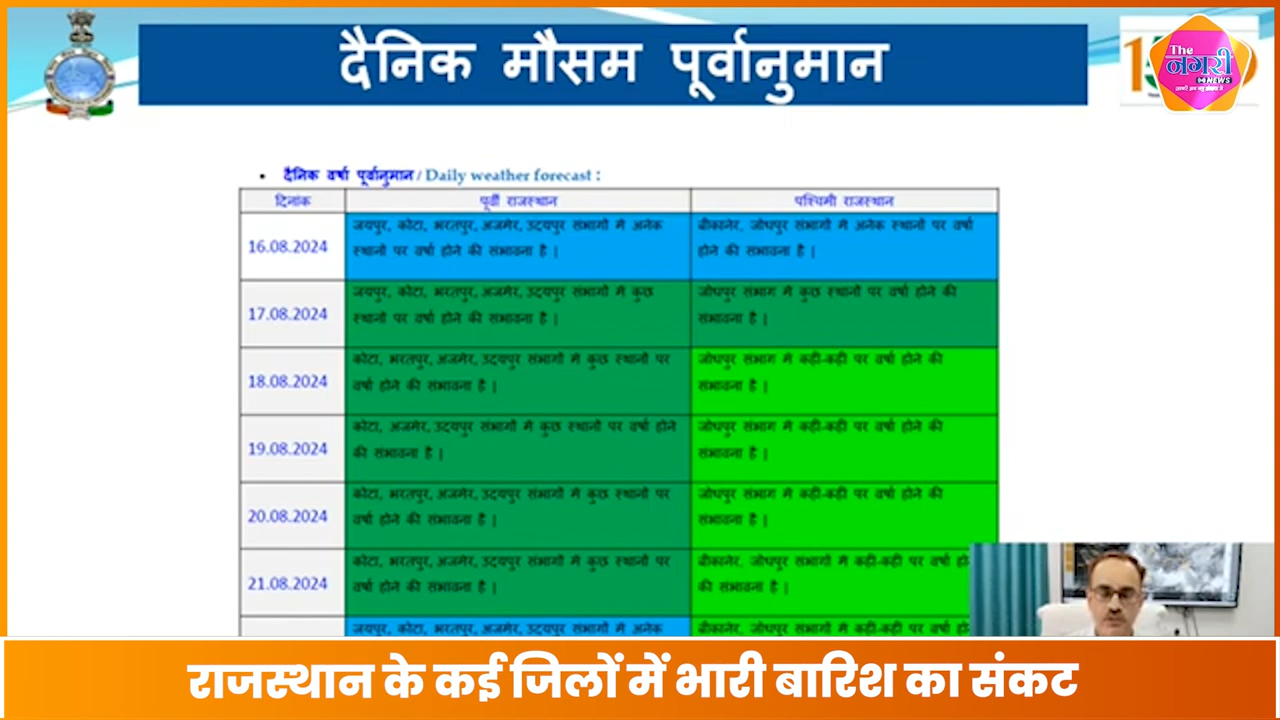 दैनिक मौसम पूर्वानुमान
The
नगरी
NEWS
• दैनिक वर्षा पूर्वानुमान / Daily weather forecast :
दिनांक पूर्वी राजस्थान पश्चिमी राजस्थान
16.08.2024
जयपुर, कोटा, भरतपुर, अजमेर, उदयपुर संभागों में अनेक
स्थानों पर वर्षा होने की संभावना है |
बीकानेर, जोधपुर संभागों में अनेक स्थानों पर वर्षा
होने की संभावना है |
17.08.2024
जयपुर, कोटा, भरतपुर, अजमेर, उदयपुर संभागों में कुछ
स्थानों पर वर्षा होने की संभावना है |
जोधपुर संभाग में कुछ स्थानों पर वर्षा होने की
संभावना है |
18.08.2024
कोटा, भरतपुर, अजमेर, उदयपुर संभागों में कुछ स्थानों पर
वर्षा होने की संभावना है |
जोधपुर संभाग में कही-कही पर वर्षा होने की
संभावना है |
19.08.2024
कोटा, अजमेर, उदयपुर संभागों में कुछ स्थानों पर वर्षा होने
की संभावना है |
जोधपुर संभाग में कही-कही पर वर्षा होने की
संभावना है |
20.08.2024
कोटा, भरतपुर, अजमेर, उदयपुर संभागों में कुछ स्थानों पर
वर्षा होने की संभावना है |
जोधपुर संभाग में कही-कही पर वर्षा होने की
संभावना है |
21.08.2024
कोटा, भरतपुर, अजमेर, उदयपुर संभागों में कुछ स्थानों पर
वर्षा होने की संभावना है |
बीकानेर, जोधपुर संभागों में कही-कही पर वर्षा
की संभावना है |
जयपुर, कोटा, भरतपुर, अजमेर, उदयपुर संभागों में अनेक
बीकानेर, जोधपुर संभागों में कही-कही पर वर्षा
राजस्थान के कई जिलों में भारी बारिश का संकट